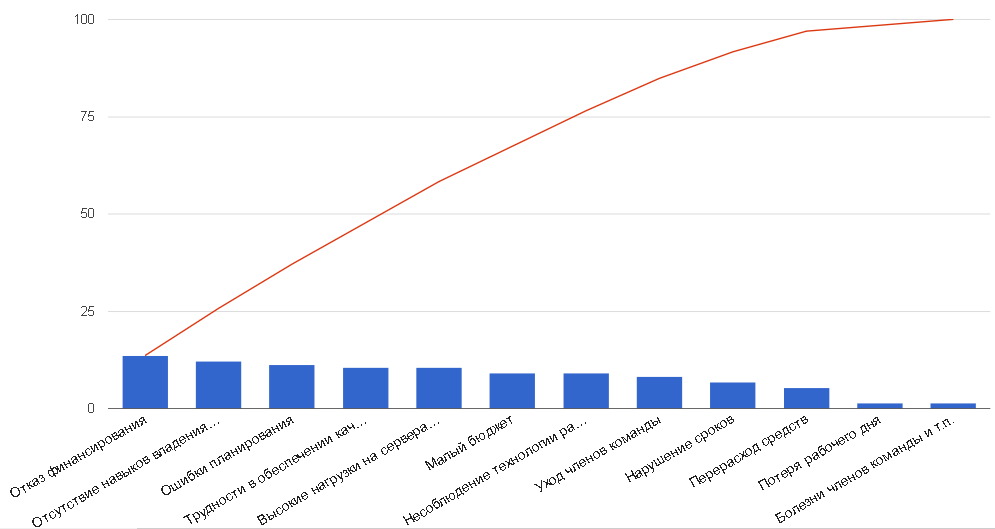 100
75
50
25
0
Отказ финансирования
Отсутствие навыков владения...
Ошибки планирования
Трудности в обеспечении кач...
Высокие нагрузки на сервера...
Малый бюджет
Несоблюдение технологии ра...
Уход членов команды
Нарушение сроков
Перерасход средств
Потеря рабочего дня
Болезни членов команды и т.п.